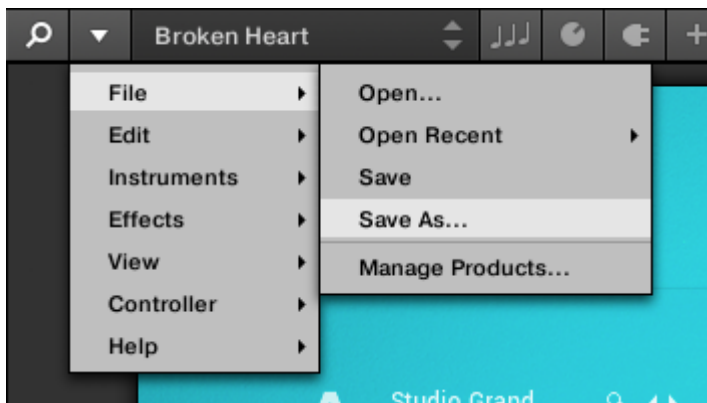 Broken Heart
File
Edit
Instruments
Effects
View
Controller
Help
Open...
Open Recent
Save
Save As...
Manage Products...
Studio Grand